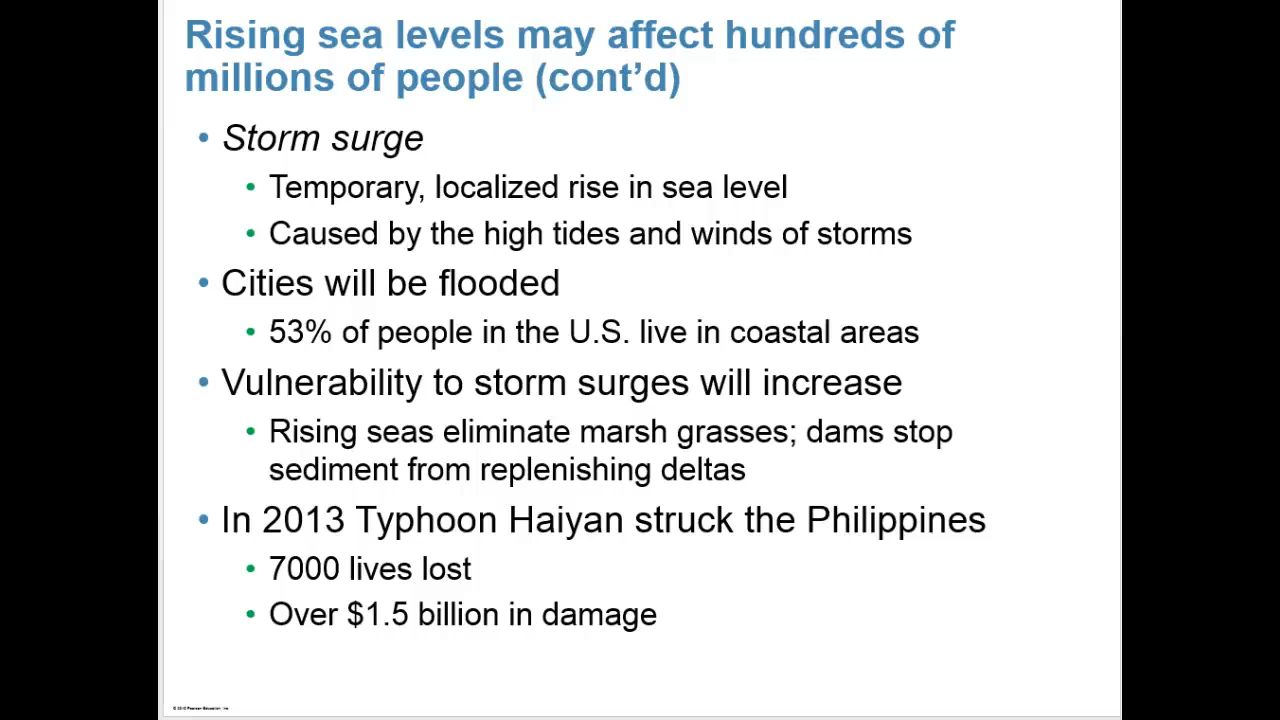 Rising sea levels may affect hundreds of
millions of people (cont’d)
• Storm surge
• Temporary, localized rise in sea level
• Caused by the high tides and winds of storms
• Cities will be flooded
• 53% of people in the U.S. live in coastal areas
• Vulnerability to storm surges will increase
• Rising seas eliminate marsh grasses; dams stop
sediment from replenishing deltas
• In 2013 Typhoon Haiyan struck the Philippines
• 7000 lives lost
• Over $1.5 billion in damage
Pearson Education, Inc.